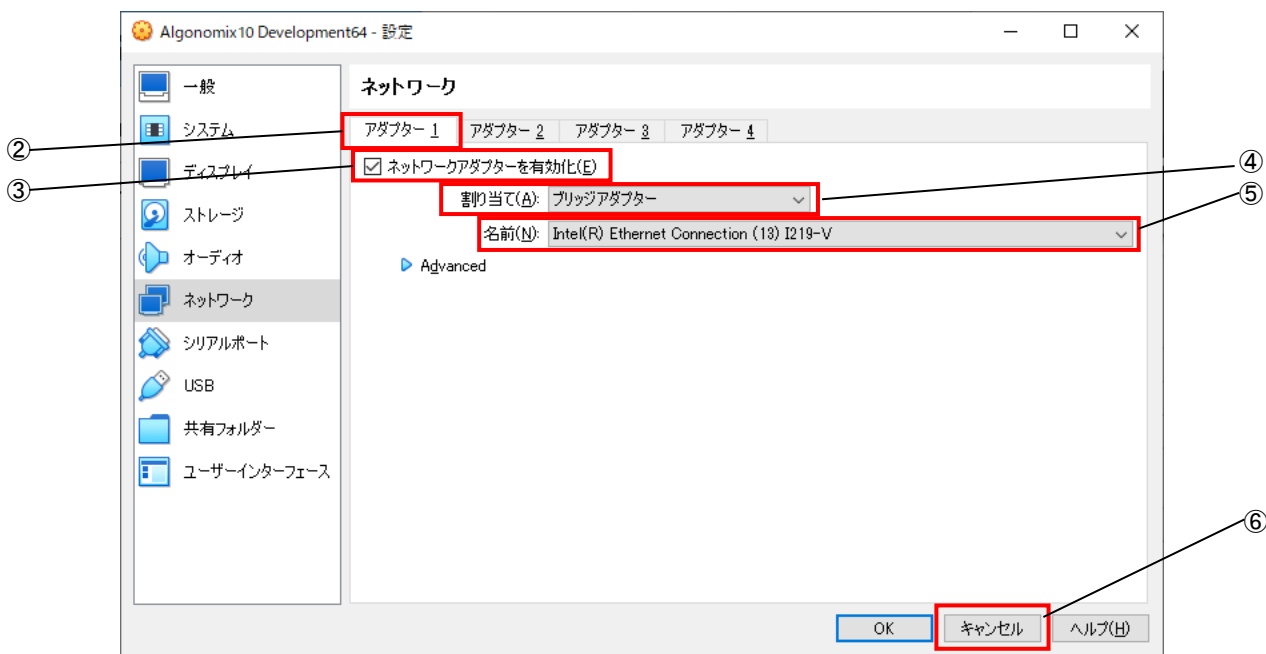 Algonomix10 Development64 - 設定
一般
システム
ディスプレイ
ストレージ
オーディオ
ネットワーク
シリアルポート
USB
共有フォルダー
ユーザーインターフェース
ネットワーク
アダプター 1 アダプター 2 アダプター 3 アダプター 4
ネットワークアダプターを有効化(E)
割り当て(A): ブリッジアダプター
名前(N): Intel(R) Ethernet Connection (13) I219-V
Advanced
OK キャンセル ヘルプ(H)
②
③
④
⑤
⑥